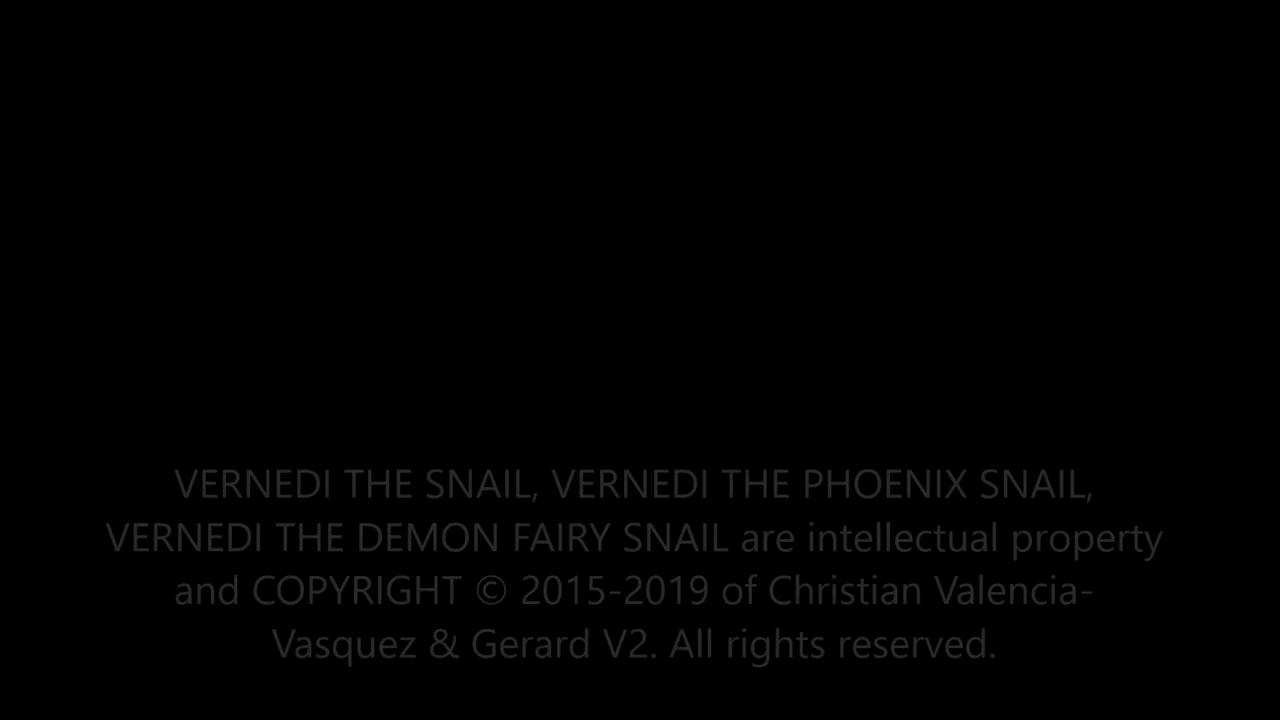 VERNEDI THE SNAIL, VERNEDI THE PHOENIX SNAIL,
VERNEDI THE DEMON FAIRY SNAIL are intellectual property
and COPYRIGHT © 2015-2019 of Christian Valencia-
Vasquez & Gerard V2. All rights reserved.